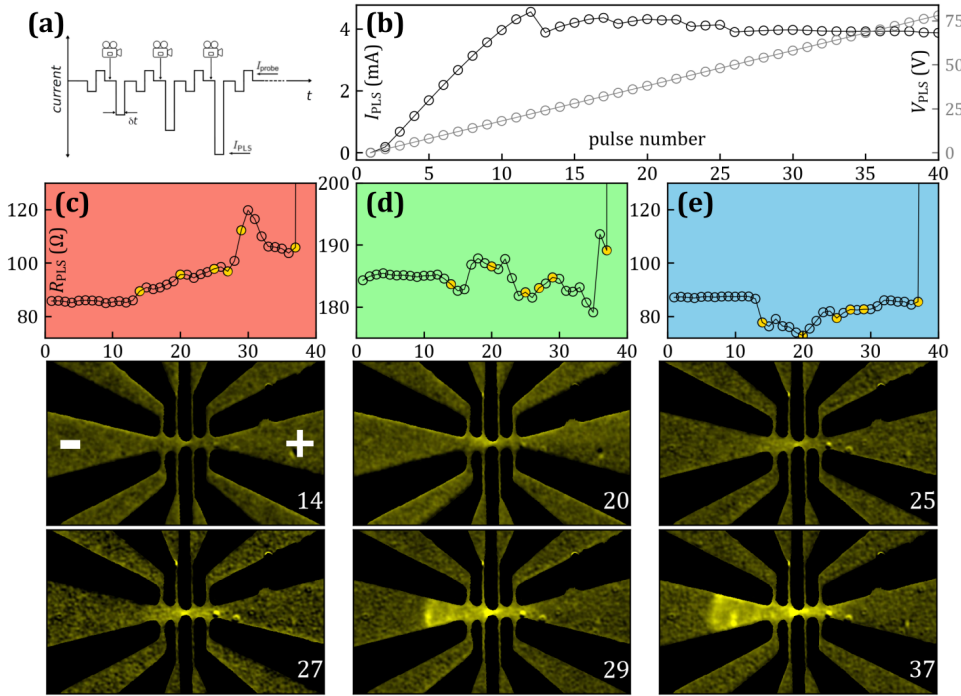 (a)
current
δt
I_probe
I_PLS
t
(b)
I_PLS (mA)
4
2
0
0 5 10 15 20 25 30 35 40
pulse number
V_PLS (V)
75
50
25
0
(c)
R_PLS (Ω)
120
100
80
0 10 20 30 40
(d)
200
190
180
0 10 20 30 40
(e)
120
100
80
0 10 20 30 40
-
+
14
20
25
27
29
37